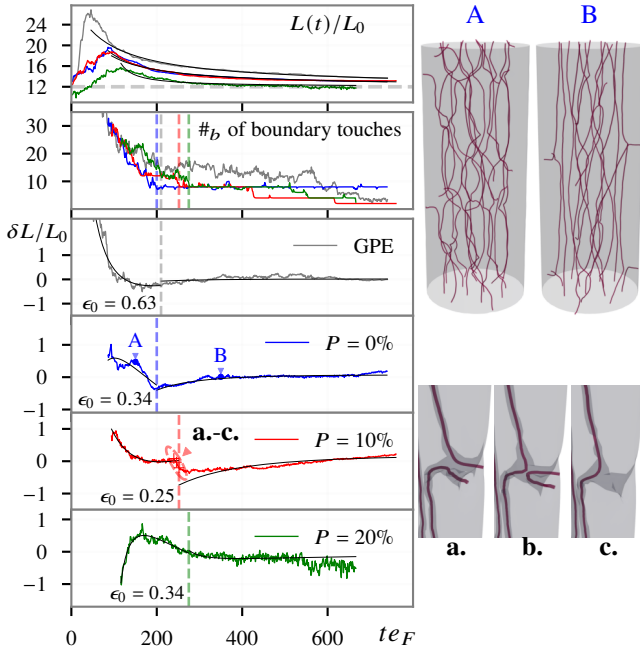 L(t)/L₀
24
20
16
12
#_b of boundary touches
30
20
10
δL/L₀
1
0
−1
GPE
ϵ₀ = 0.63
A
B
1
0
−1
P = 0%
ϵ₀ = 0.34
a.-c.
1
0
−1
P = 10%
ϵ₀ = 0.25
1
0
−1
P = 20%
ϵ₀ = 0.34
0
200
400
600
te_F
A
B
a.
b.
c.